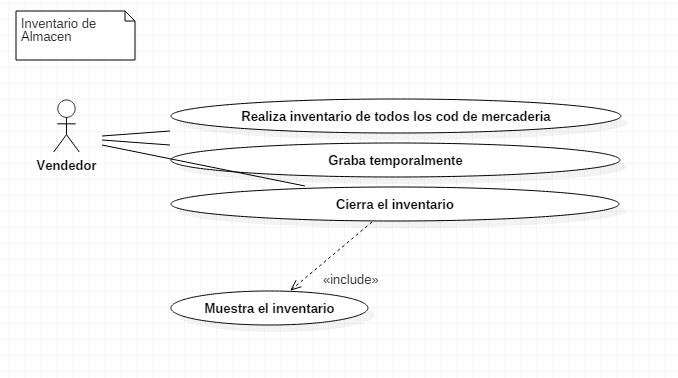 Inventario de
Almacen
Realiza inventario de todos los cod de mercaderia
Vendedor
Graba temporalmente
Cierra el inventario
«include»
Muestra el inventario